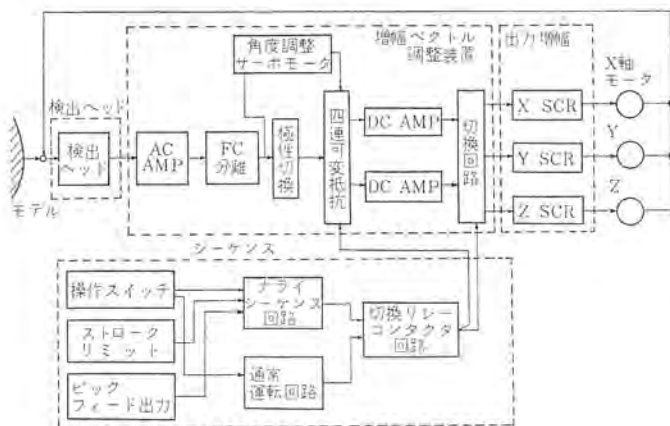 角度調整
サーボモータ
増幅ベクトル
調整装置
出力増幅
X軸
モータ
検出ヘッド
検出
ヘッド
モデル
AC
AMP
FC
分離
極性切換
四連可変抵抗
DC AMP
DC AMP
切換回路
X SCR
Y SCR
Y
Z SCR
Z
シーケンス
操作スイッチ
ストローク
リミット
ピック
フィード出力
ナライ
シーケンス
回路
通常
運転回路
切換リレー
コンタクタ
回路